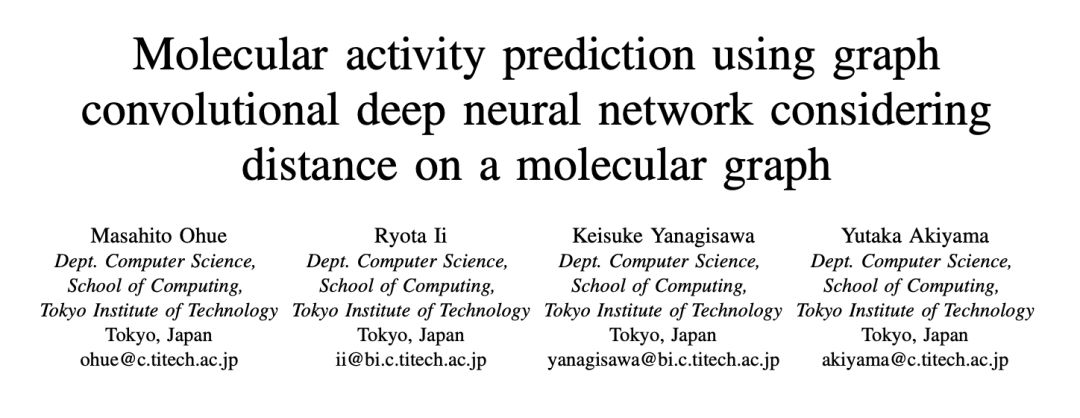 Molecular activity prediction using graph
convolutional deep neural network considering
distance on a molecular graph
Masahito Ohue
Dept. Computer Science,
School of Computing,
Tokyo Institute of Technology
Tokyo, Japan
ohue@c.titech.ac.jp
Ryota Ii
Dept. Computer Science,
School of Computing,
Tokyo Institute of Technology
Tokyo, Japan
ii@bi.c.titech.ac.jp
Keisuke Yanagisawa
Dept. Computer Science,
School of Computing,
Tokyo Institute of Technology
Tokyo, Japan
yanagisawa@bi.c.titech.ac.jp
Yutaka Akiyama
Dept. Computer Science,
School of Computing,
Tokyo Institute of Technology
Tokyo, Japan
akiyama@c.titech.ac.jp